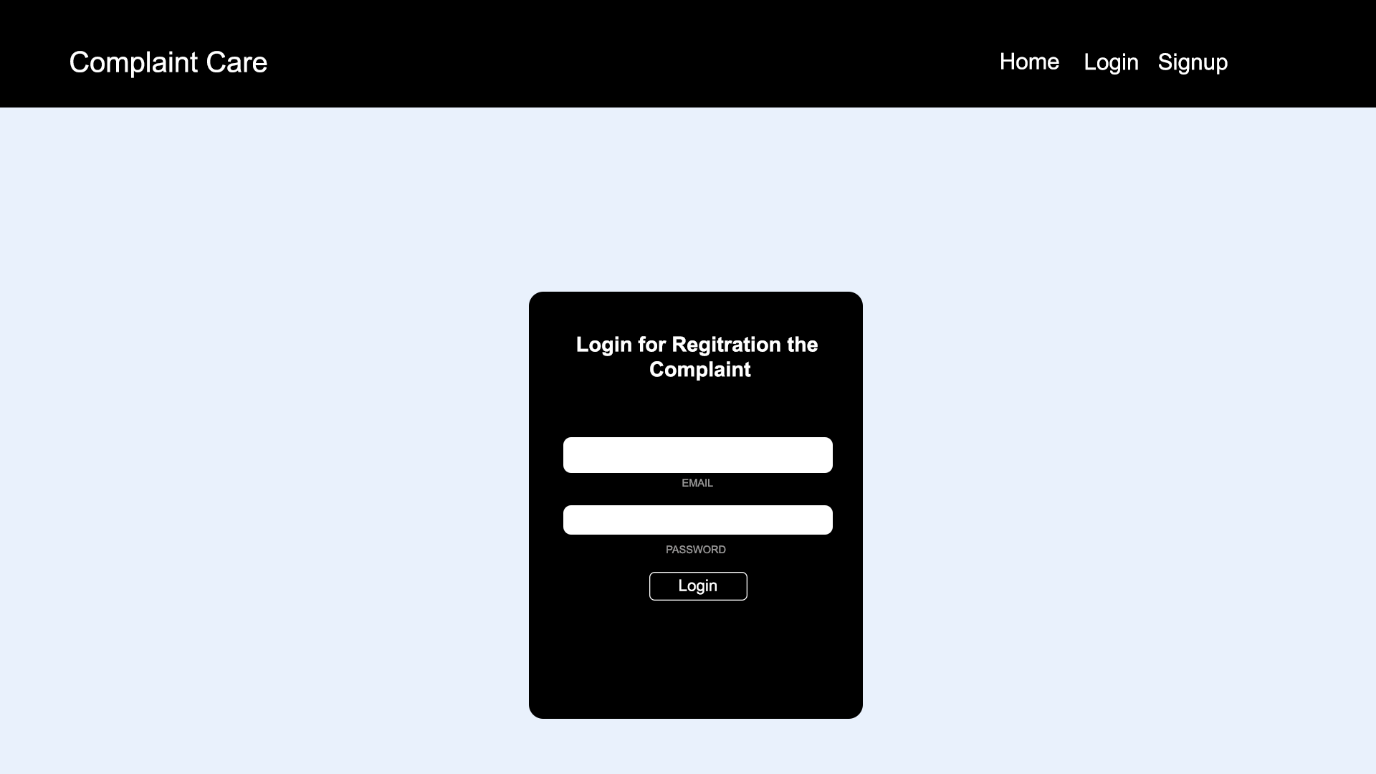 Complaint Care
Home Login Signup
Login for Regitration the
Complaint
EMAIL
PASSWORD
Login